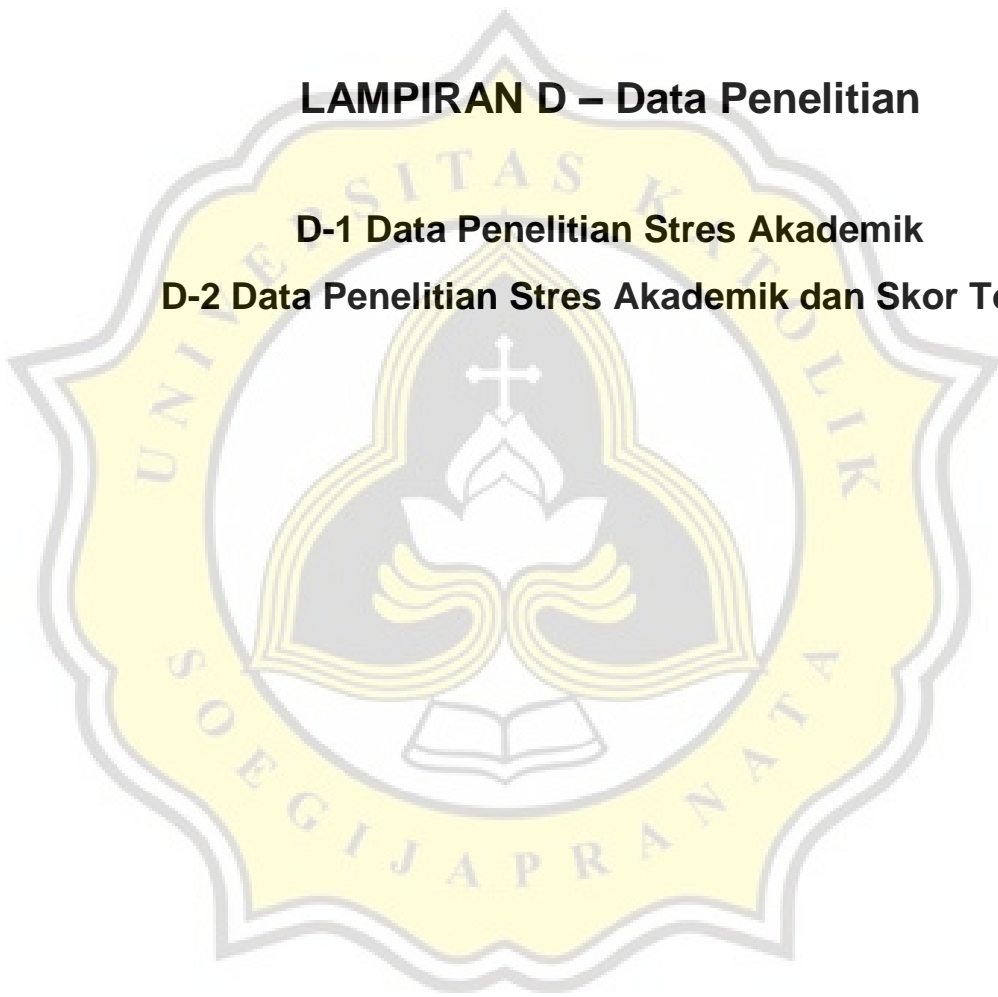 LAMPIRAN D – Data Penelitian
D-1 Data Penelitian Stres Akademik
D-2 Data Penelitian Stres Akademik dan Skor
UNIVERSITAS KATOLIK
SOEGIJAPRANATA